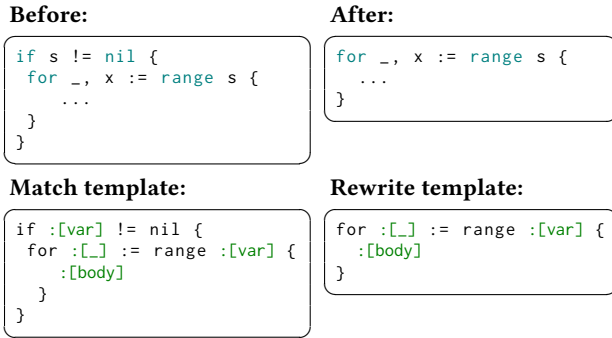 Before:
if s != nil {
 for _, x := range s {
    ...
 }
}
After:
for _, x := range s {
  ...
}
Match template:
if :[var] != nil {
 for :[_] := range :[var] {
    :[body]
  }
}
Rewrite template:
for :[_] := range :[var] {
  :[body]
}